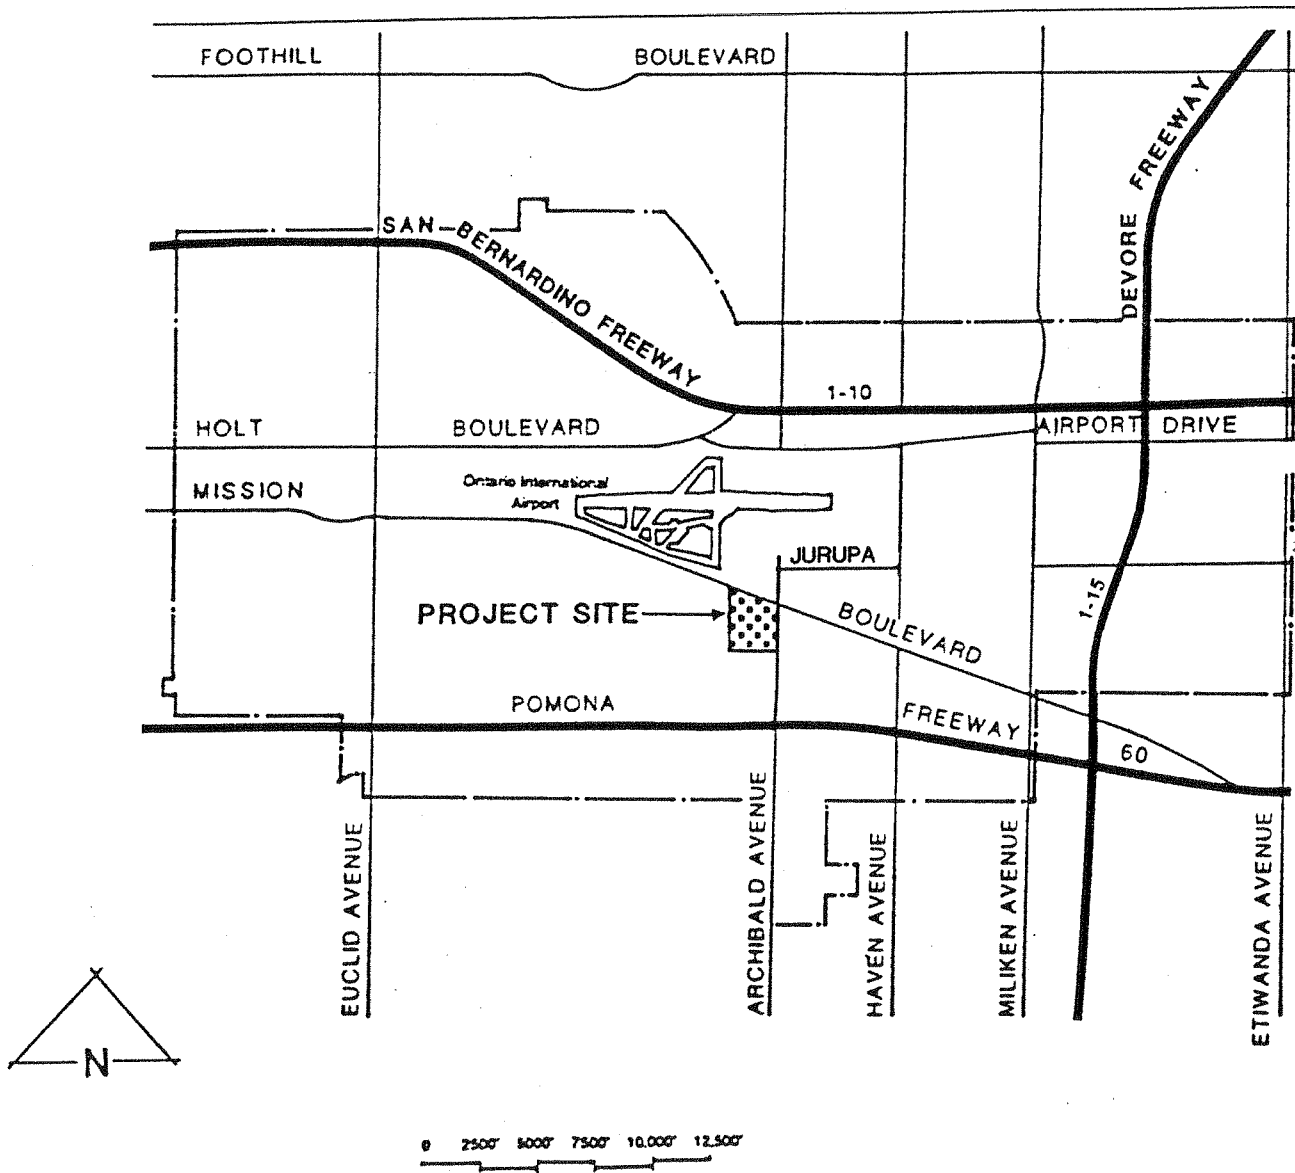 FOOTHILL BOULEVARD
DEVORE FREEWAY
SAN BERNARDINO FREEWAY
1-10
HOLT BOULEVARD
AIRPORT DRIVE
MISSION
Ontario International
Airport
JURUPA
1-15
PROJECT SITE
BOULEVARD
POMONA FREEWAY
60
EUCLID AVENUE
ARCHIBALD AVENUE
HAVEN AVENUE
MILIKEN AVENUE
ETIWANDA AVENUE
N
0 2500' 5000' 7500' 10,000' 12,500'